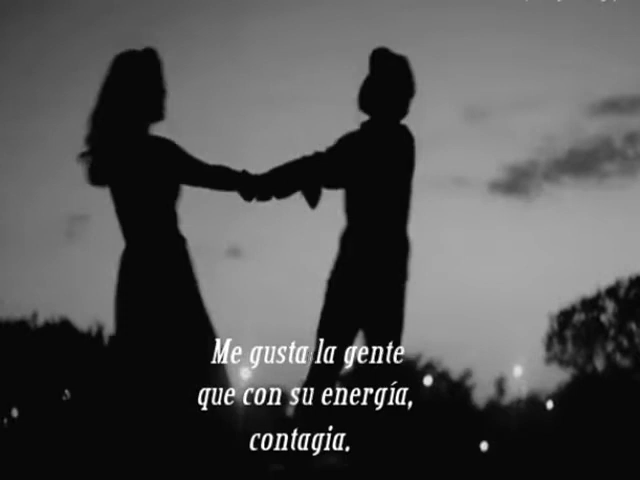 Me gusta la gente
que con su energía,
contagia.